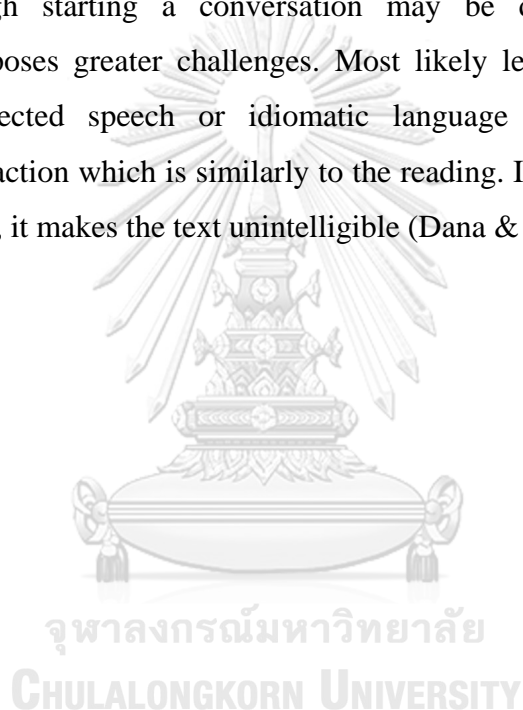 gh starting a conversation may be
poses greater challenges. Most likely le
ected speech or idiomatic language
action which is similarly to the reading. I
, it makes the text unintelligible (Dana &
จุฬาลงกรณ์มหาวิทยาลัย
CHULALONGKORN UNIVERSITY